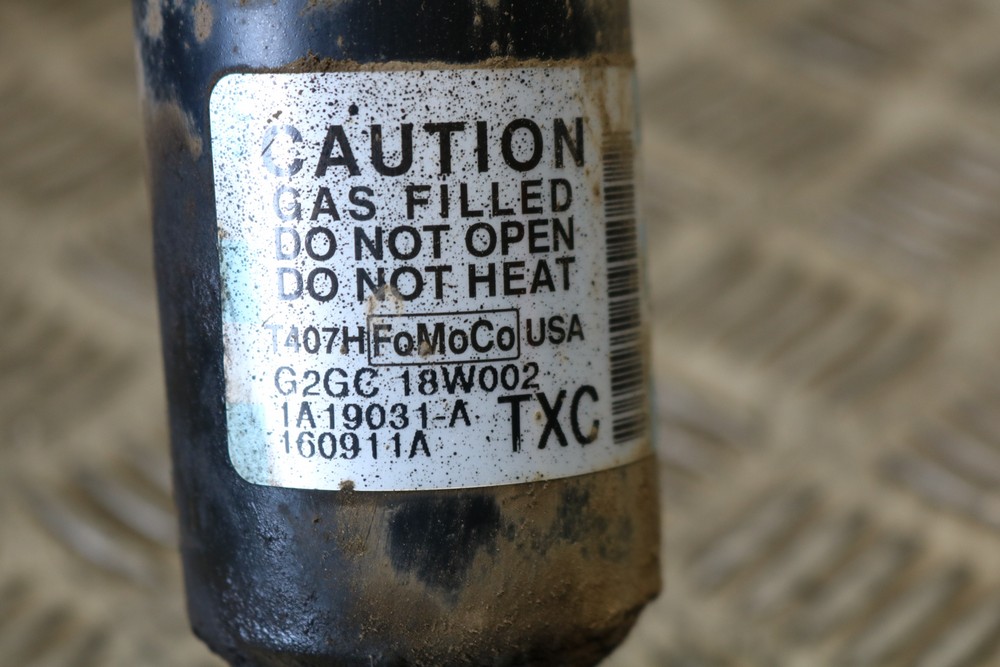 CAUTION
GAS FILLED
DO NOT OPEN
DO NOT HEAT
T407H FoMoCo USA
G2GC 18W002
1A19031-A
160911A
TXC